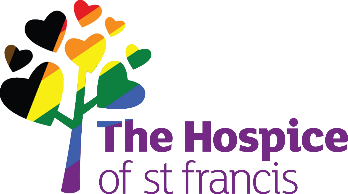 The Hospice
of st francis